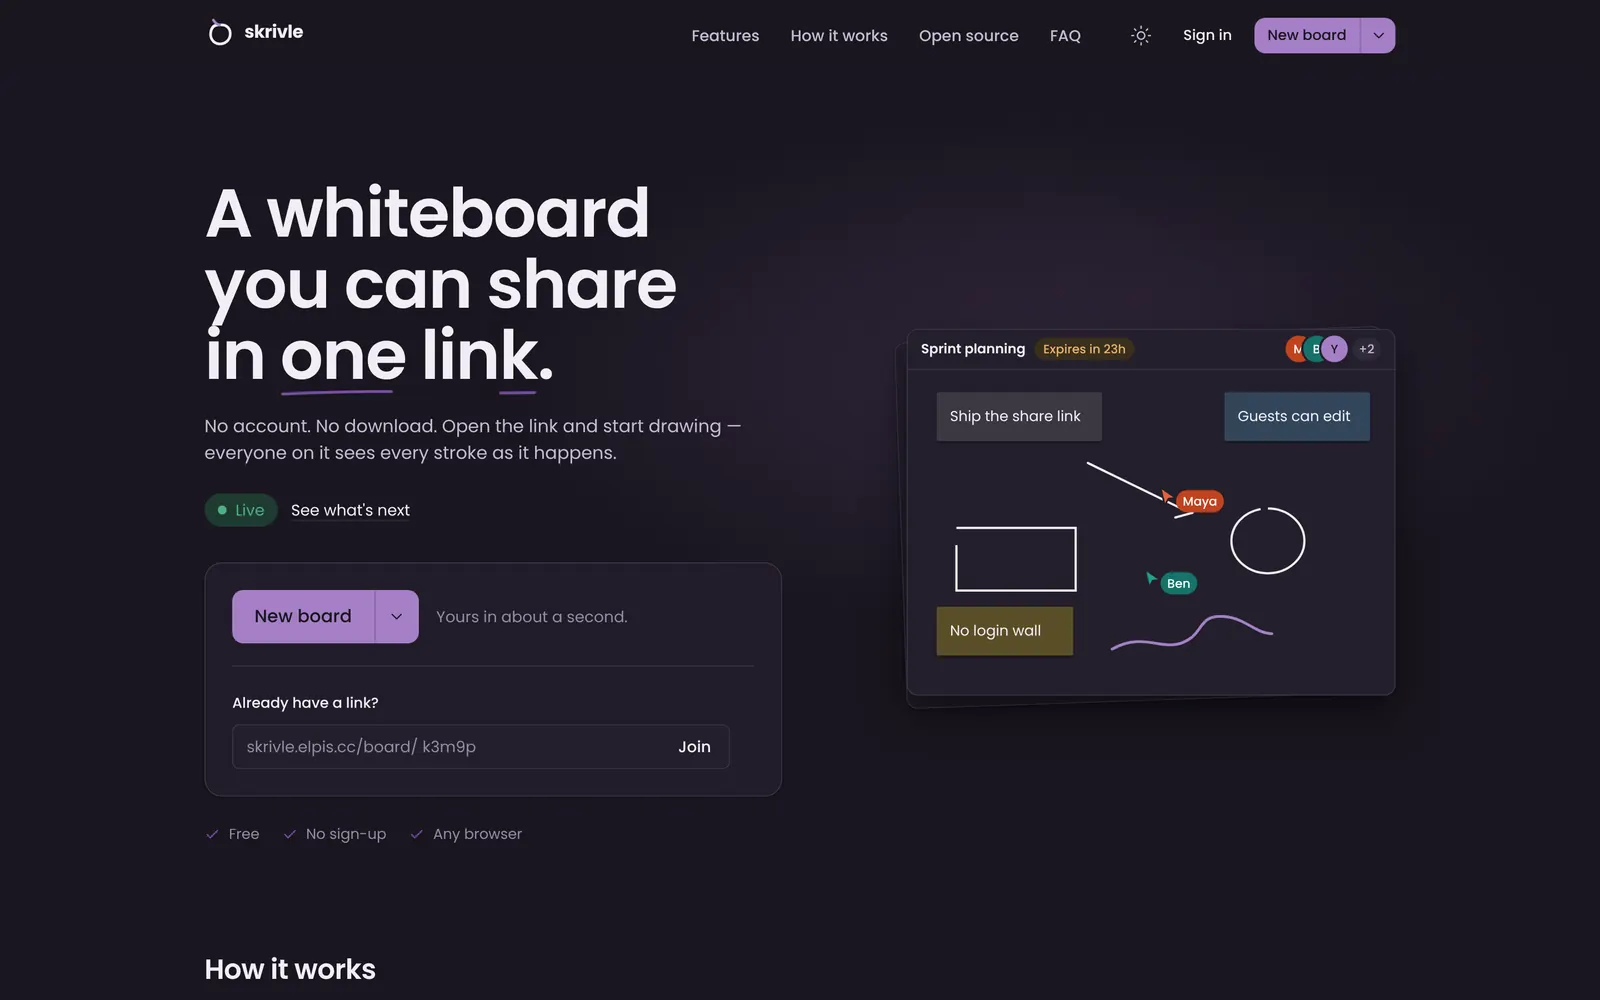 skrivle
Features
How it works
Open source
FAQ
Sign in
New board
A whiteboard
you can share
in one link.
No account. No download. Open the link and start drawing —
everyone on it sees every stroke as it happens.
Live
See what's next
New board
Yours in about a second.
Already have a link?
skrivle.elpis.cc/board/ k3m9p
Join
Free
No sign-up
Any browser
Sprint planning
Expires in 23h
M
B
Y
+2
Ship the share link
Guests can edit
Maya
Ben
No login wall
How it works